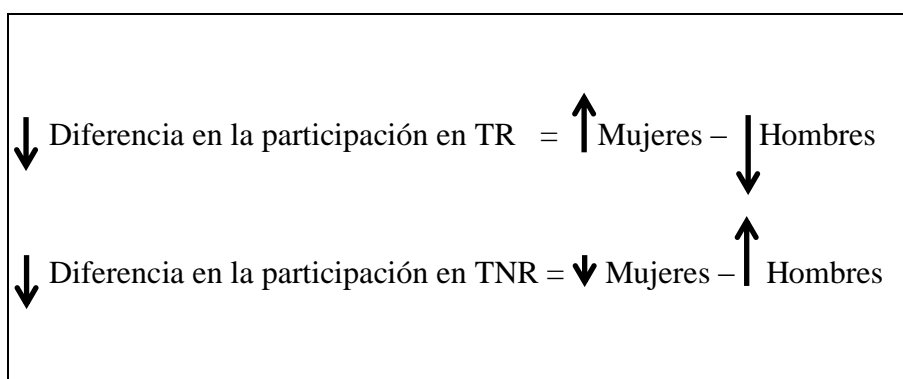 ↓ Diferencia en la participación en TR = ↑ Mujeres – ↓ Hombres
↓ Diferencia en la participación en TNR = ↓ Mujeres – ↑ Hombres